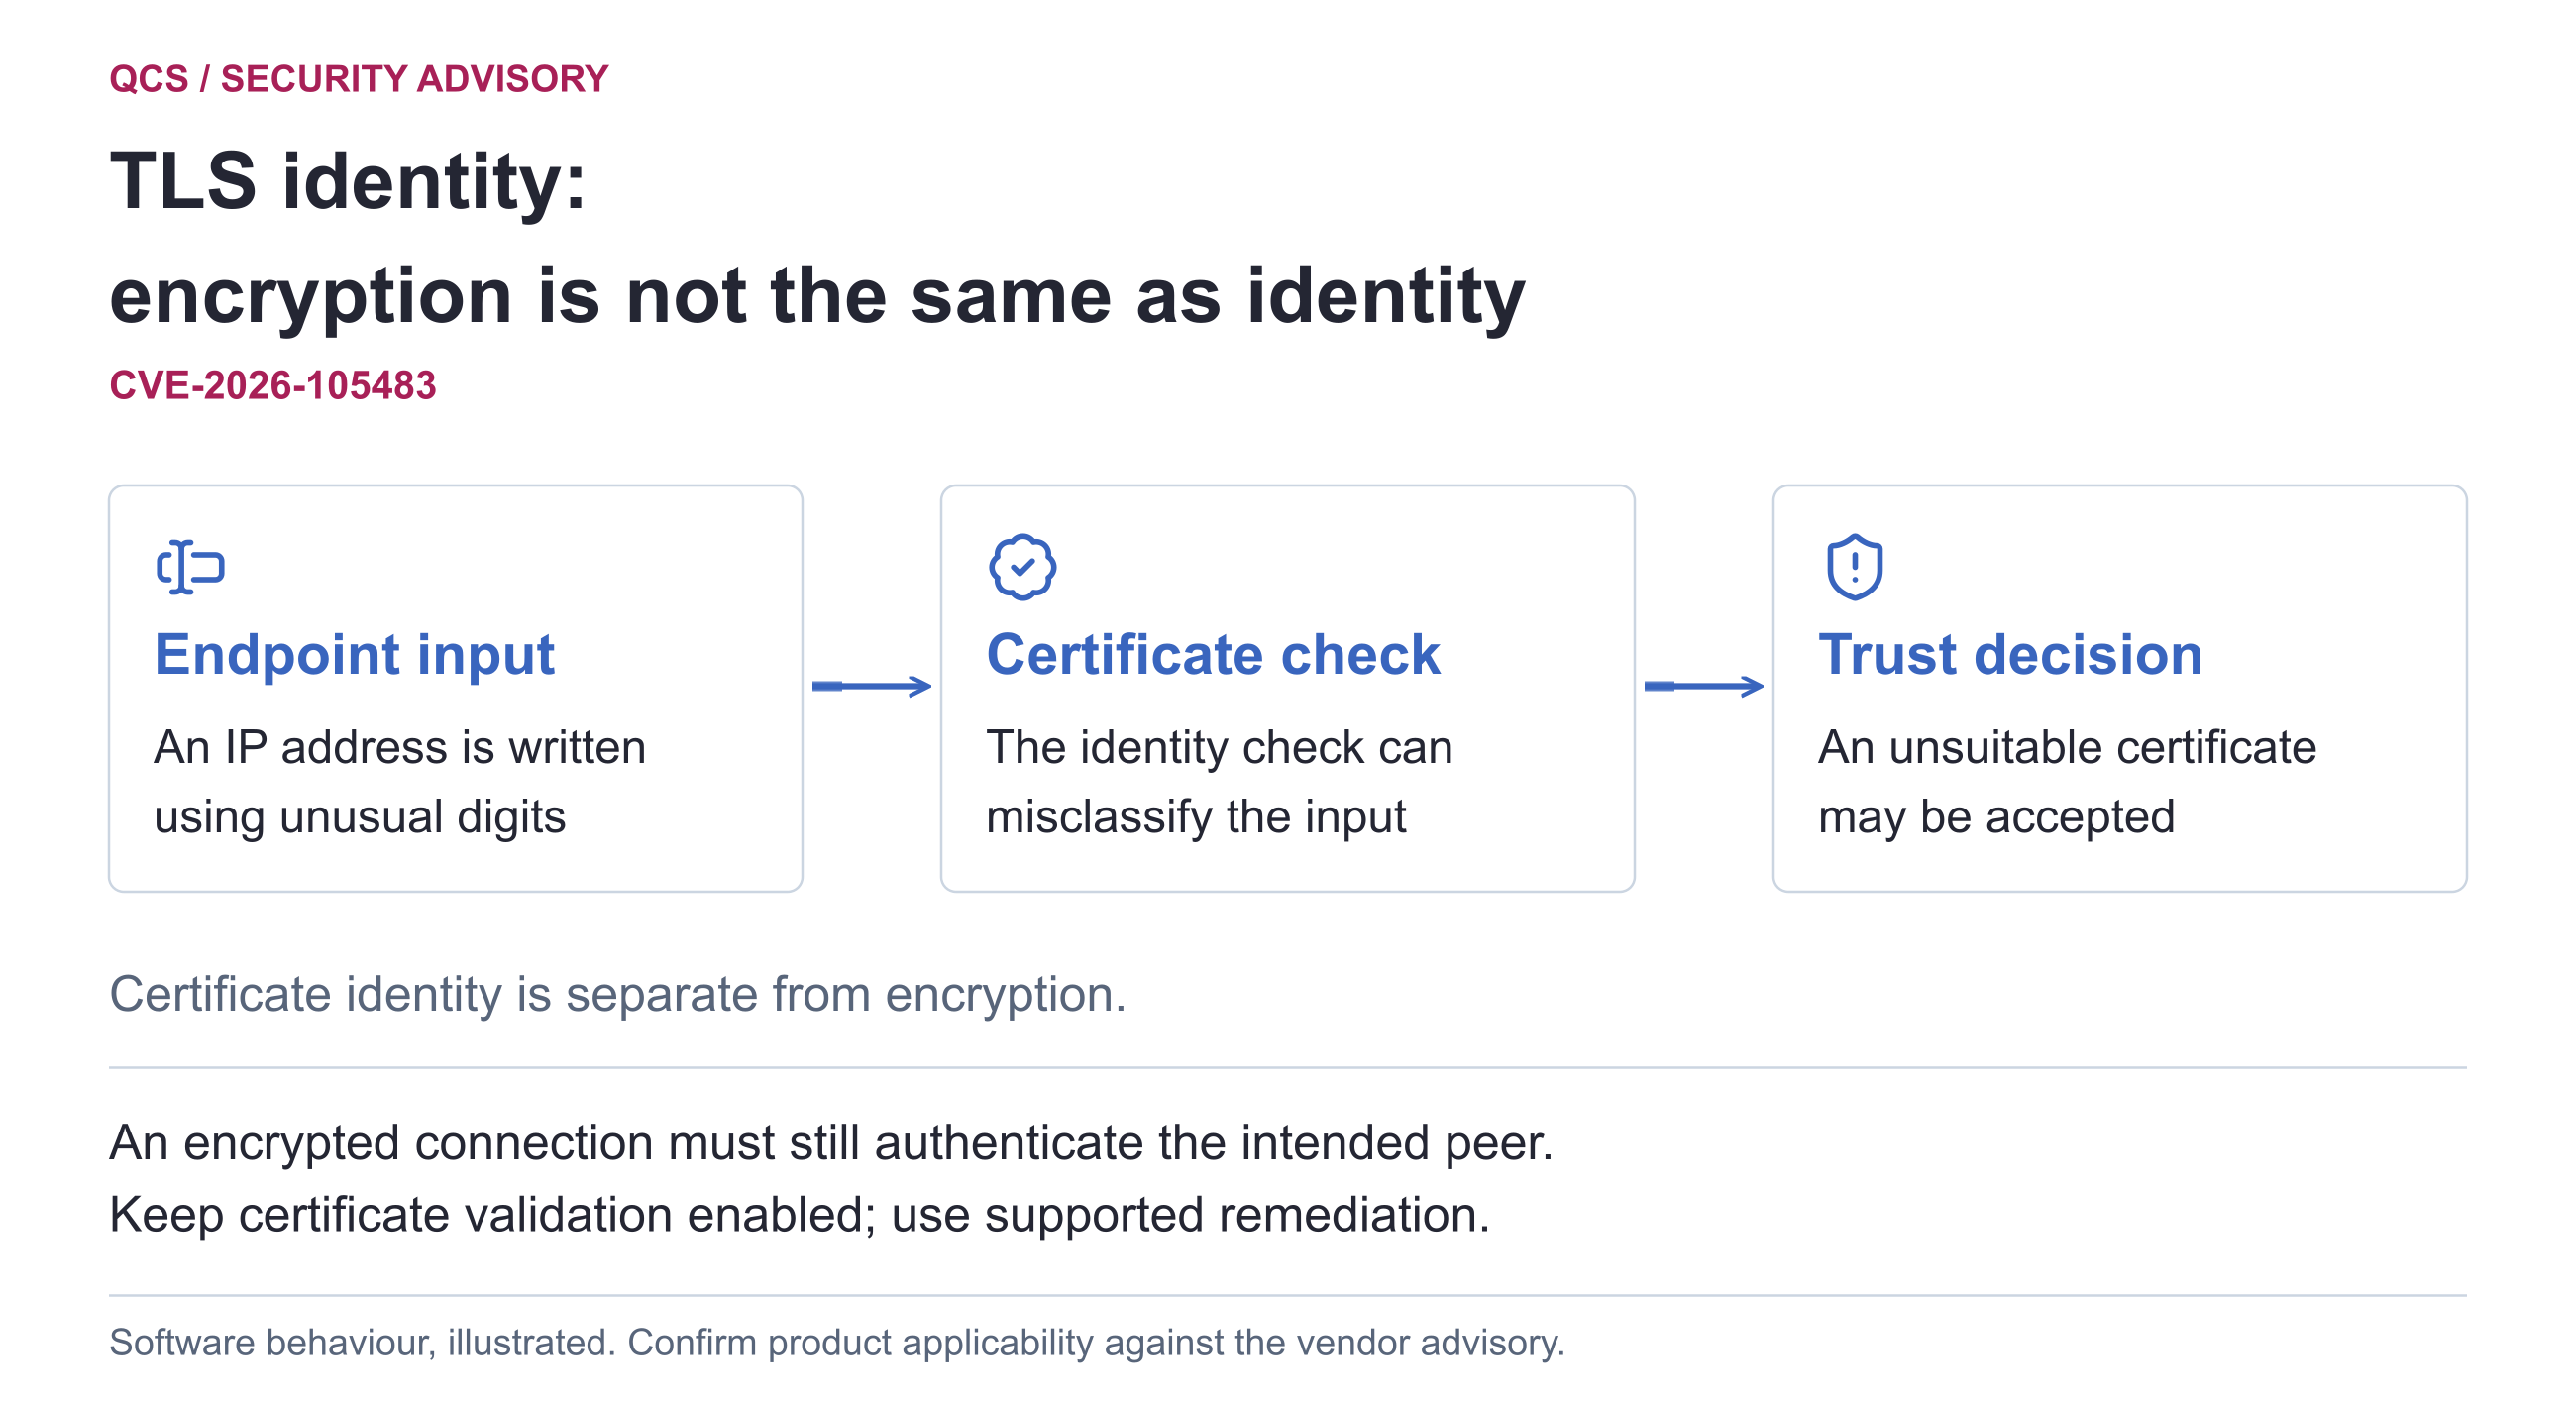 QCS / SECURITY ADVISORY
TLS identity:
encryption is not the same as identity
CVE-2026-105483
Endpoint input
An IP address is written
using unusual digits
Certificate check
The identity check can
misclassify the input
Trust decision
An unsuitable certificate
may be accepted
Certificate identity is separate from encryption.
An encrypted connection must still authenticate the intended peer.
Keep certificate validation enabled; use supported remediation.
Software behaviour, illustrated. Confirm product applicability against the vendor advisory.